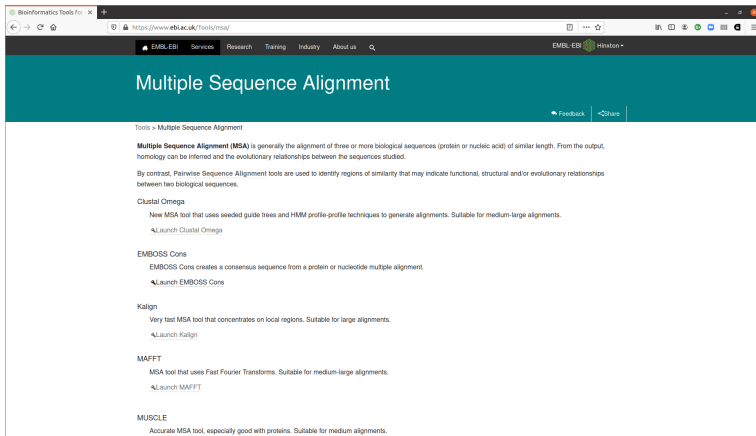 Bioinformatics Tools For
https://www.ebi.ac.uk/Tools/msa/
EMBL-EBI Services Research Training Industry About us
EMBL-EBI Hinxton
Multiple Sequence Alignment
Feedback Share
Tools > Multiple Sequence Alignment
Multiple Sequence Alignment (MSA) is generally the alignment of three or more biological sequences (protein or nucleic acid) of similar length. From the output,
homology can be inferred and the evolutionary relationships between the sequences studied.
By contrast, Pairwise Sequence Alignment tools are used to identify regions of similarity that may indicate functional, structural and/or evolutionary relationships
between two biological sequences.
Clustal Omega
New MSA tool that uses seeded guide trees and HMM profile-profile techniques to generate alignments. Suitable for medium-large alignments.
Launch Clustal Omega
EMBOSS Cons
EMBOSS Cons creates a consensus sequence from a protein or nucleotide multiple alignment.
Launch EMBOSS Cons
Kalign
Very fast MSA tool that concentrates on local regions. Suitable for large alignments.
Launch Kalign
MAFFT
MSA tool that uses Fast Fourier Transforms. Suitable for medium-large alignments.
Launch MAFFT
MUSCLE
Accurate MSA tool, especially good with proteins. Suitable for medium alignments.